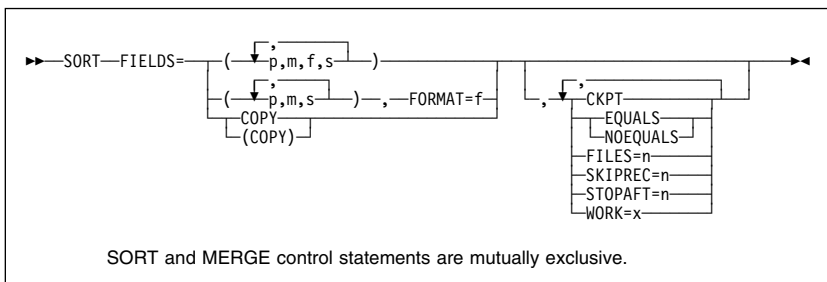 ,
SORT FIELDS= ( p,m,f,s )
, ,
( p,m,s ) , FORMAT=f , CKPT
COPY EQUALS
(COPY) NOEQUALS
FILES=n
SKIPREC=n
STOPAFT=n
WORK=x
SORT and MERGE control statements are mutually exclusive.